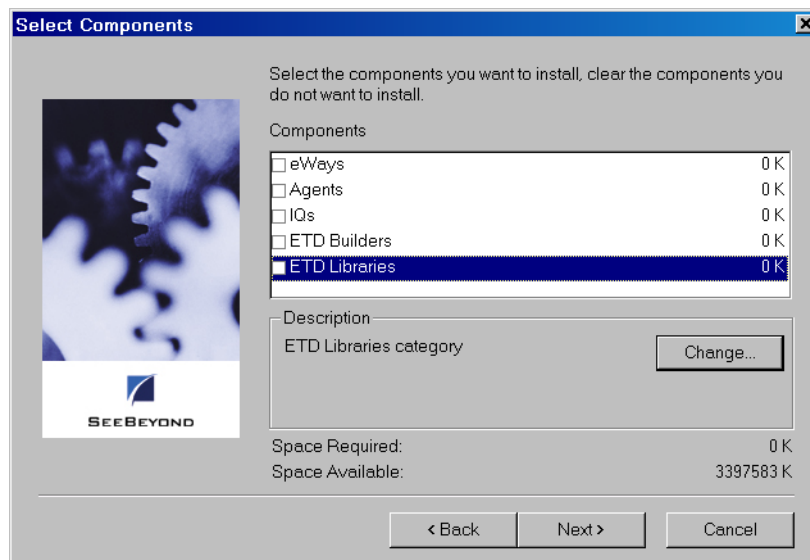 Select Components
Select the components you want to install, clear the components you
do not want to install.
Components
eWays 0 K
Agents 0 K
IQs 0 K
ETD Builders 0 K
ETD Libraries 0 K
Description
ETD Libraries category
Change...
SEEBEYOND
Space Required: 0 K
Space Available: 3397583 K
< Back Next > Cancel